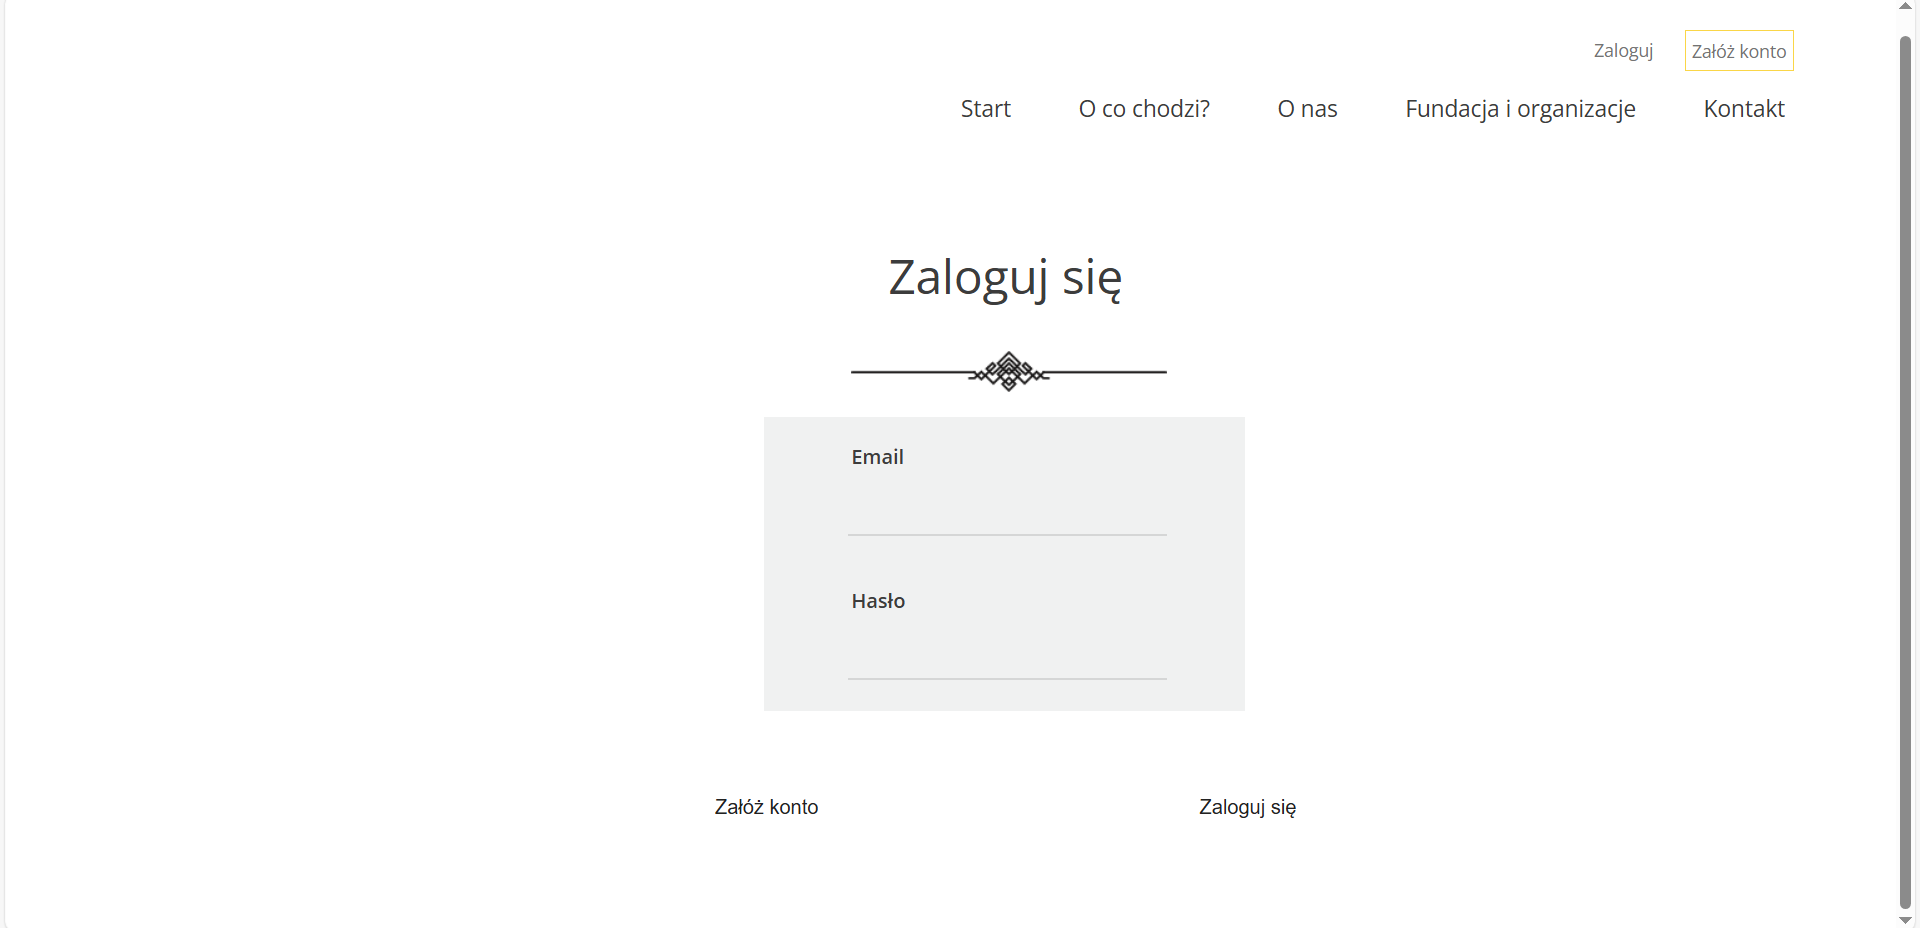 Zaloguj Załóż konto
Start O co chodzi? O nas Fundacja i organizacje Kontakt
Zaloguj się
Email
Hasło
Załóż konto Zaloguj się